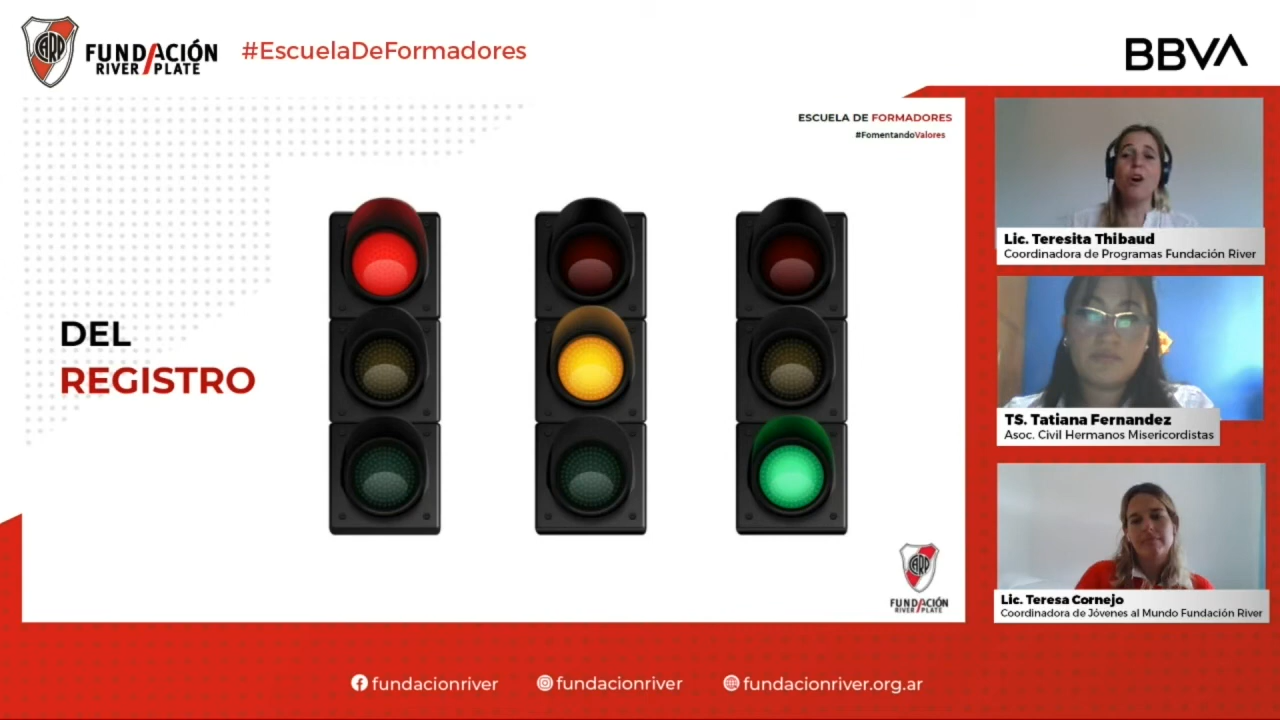 CARP
FUNDACIÓN
RIVER PLATE
#EscuelaDeFormadores
BBVA
ESCUELA DE FORMADORES
#FomentandoValores
DEL
REGISTRO
CARP
FUNDACIÓN
RIVER PLATE
Lic. Teresita Thibaud
Coordinadora de Programas Fundación River
TS. Tatiana Fernandez
Asoc. Civil Hermanos Misericordistas
Lic. Teresa Cornejo
Coordinadora de Jóvenes al Mundo Fundación River
fundacionriver
fundacionriver
fundacionriver.org.ar